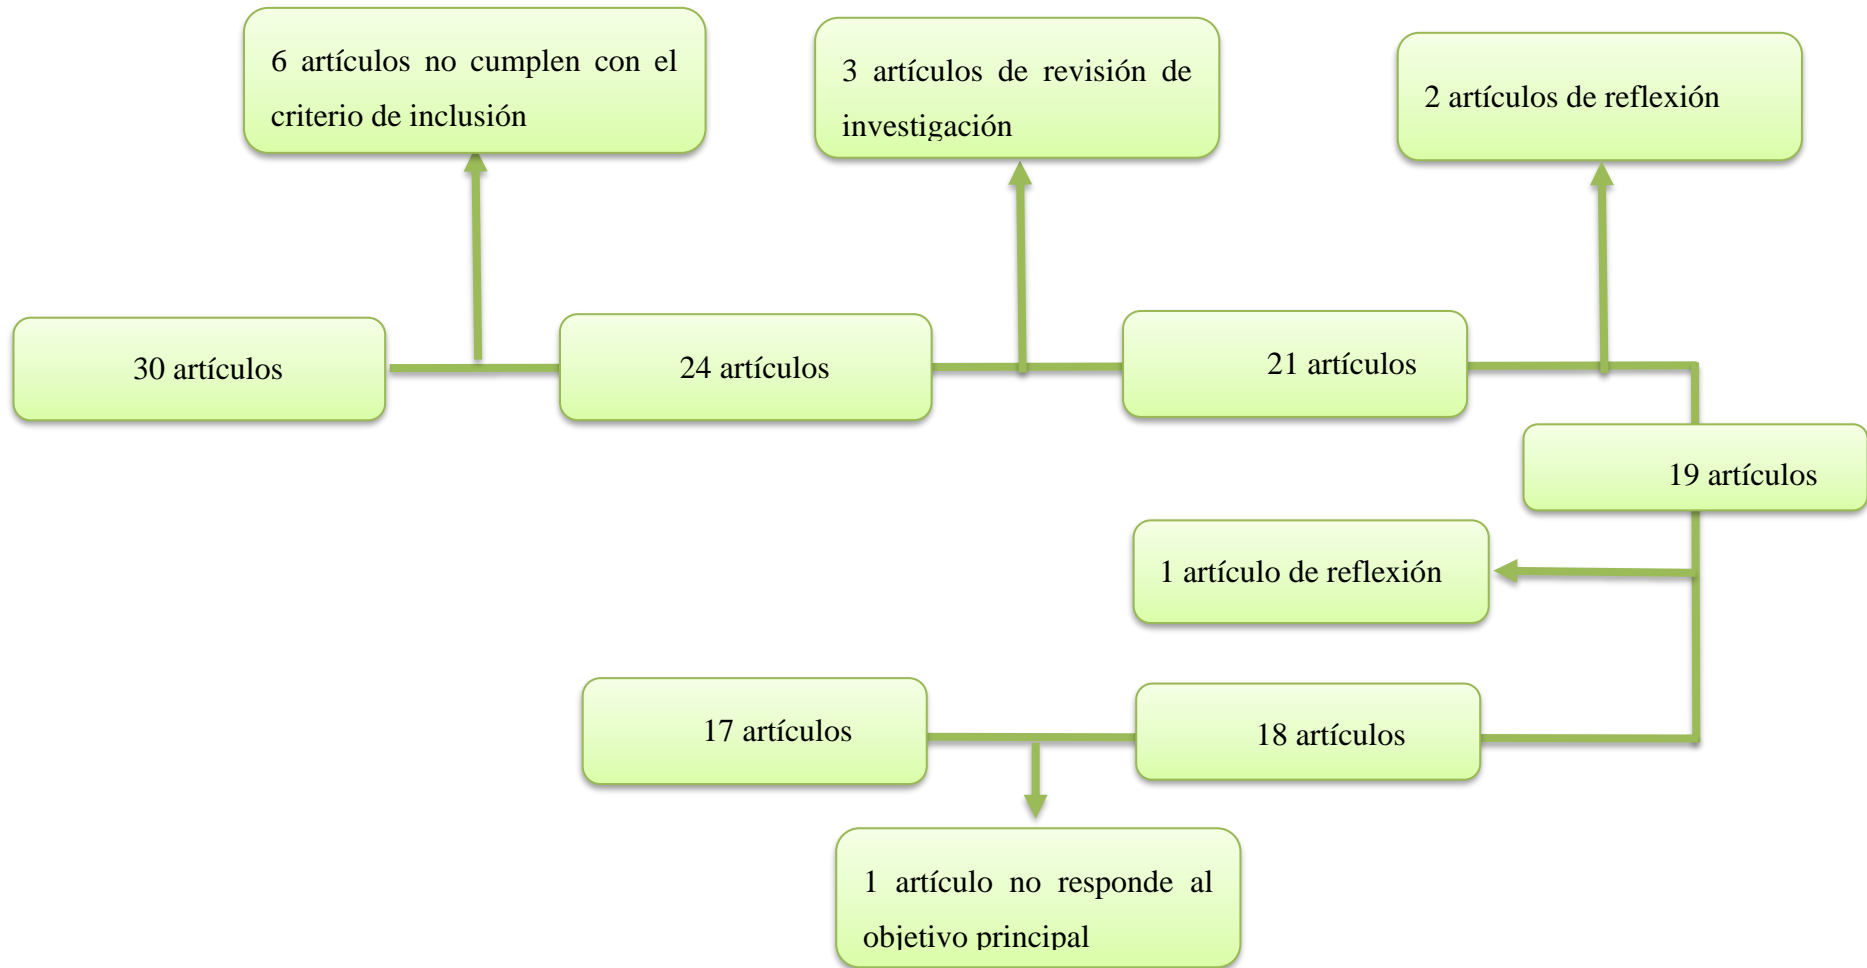 6 artículos no cumplen con el
criterio de inclusión
3 artículos de revisión de
investigación
2 artículos de reflexión
30 artículos
24 artículos
21 artículos
19 artículos
1 artículo de reflexión
17 artículos
18 artículos
1 artículo no responde al
objetivo principal